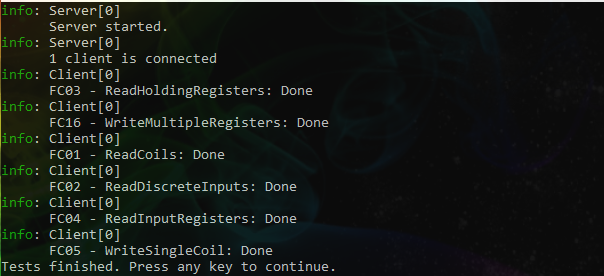 info: Server[0]
      Server started.
info: Server[0]
      1 client is connected
info: Client[0]
      FC03 - ReadHoldingRegisters: Done
info: Client[0]
      FC16 - WriteMultipleRegisters: Done
info: Client[0]
      FC01 - ReadCoils: Done
info: Client[0]
      FC02 - ReadDiscreteInputs: Done
info: Client[0]
      FC04 - ReadInputRegisters: Done
info: Client[0]
      FC05 - WriteSingleCoil: Done
Tests finished. Press any key to continue.